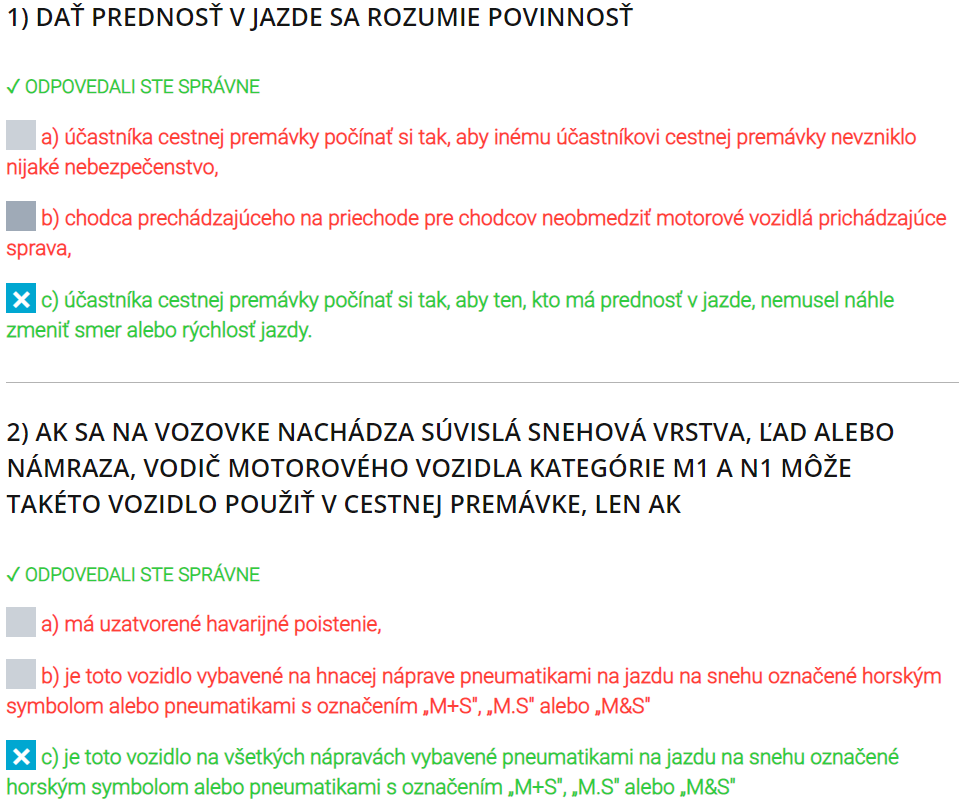 1) DAŤ PREDNOSŤ V JAZDE SA ROZUMIE POVINNOSŤ
✓ ODPOVEDALI STE SPRÁVNE
a) účastníka cestnej premávky počínať si tak, aby inému účastníkovi cestnej premávky nevzniklo
nijaké nebezpečenstvo,
b) chodca prechádzajúceho na priechode pre chodcov neobmedziť motorové vozidlá prichádzajúce
sprava,
c) účastníka cestnej premávky počínať si tak, aby ten, kto má prednosť v jazde, nemusel náhle
zmeniť smer alebo rýchlosť jazdy.
2) AK SA NA VOZOVKE NACHÁDZA SÚVISLÁ SNEHOVÁ VRSTVA, ĽAD ALEBO
NÁMRAZA, VODIČ MOTOROVÉHO VOZIDLA KATEGÓRIE M1 A N1 MÔŽE
TAKÉTO VOZIDLO POUŽIŤ V CESTNEJ PREMÁVKE, LEN AK
✓ ODPOVEDALI STE SPRÁVNE
a) má uzatvorené havarijné poistenie,
b) je toto vozidlo vybavené na hnacej náprave pneumatikami na jazdu na snehu označené horským
symbolom alebo pneumatikami s označením „M+S", „M.S" alebo „M&S"
c) je toto vozidlo na všetkých nápravách vybavené pneumatikami na jazdu na snehu označené
horským symbolom alebo pneumatikami s označením „M+S", „M.S" alebo „M&S"